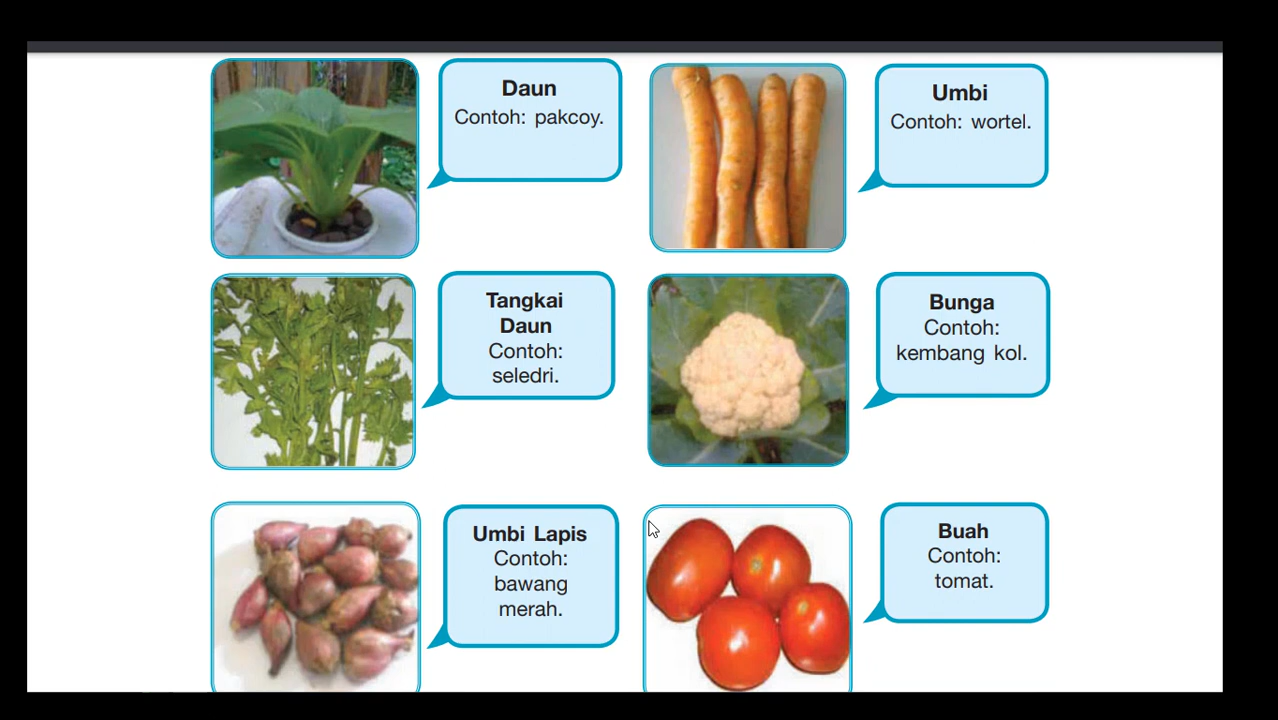 Daun
Contoh: pakcoy.
Umbi
Contoh: wortel.
Tangkai
Daun
Contoh:
seledri.
Bunga
Contoh:
kembang kol.
Umbi Lapis
Contoh:
bawang
merah.
Buah
Contoh:
tomat.